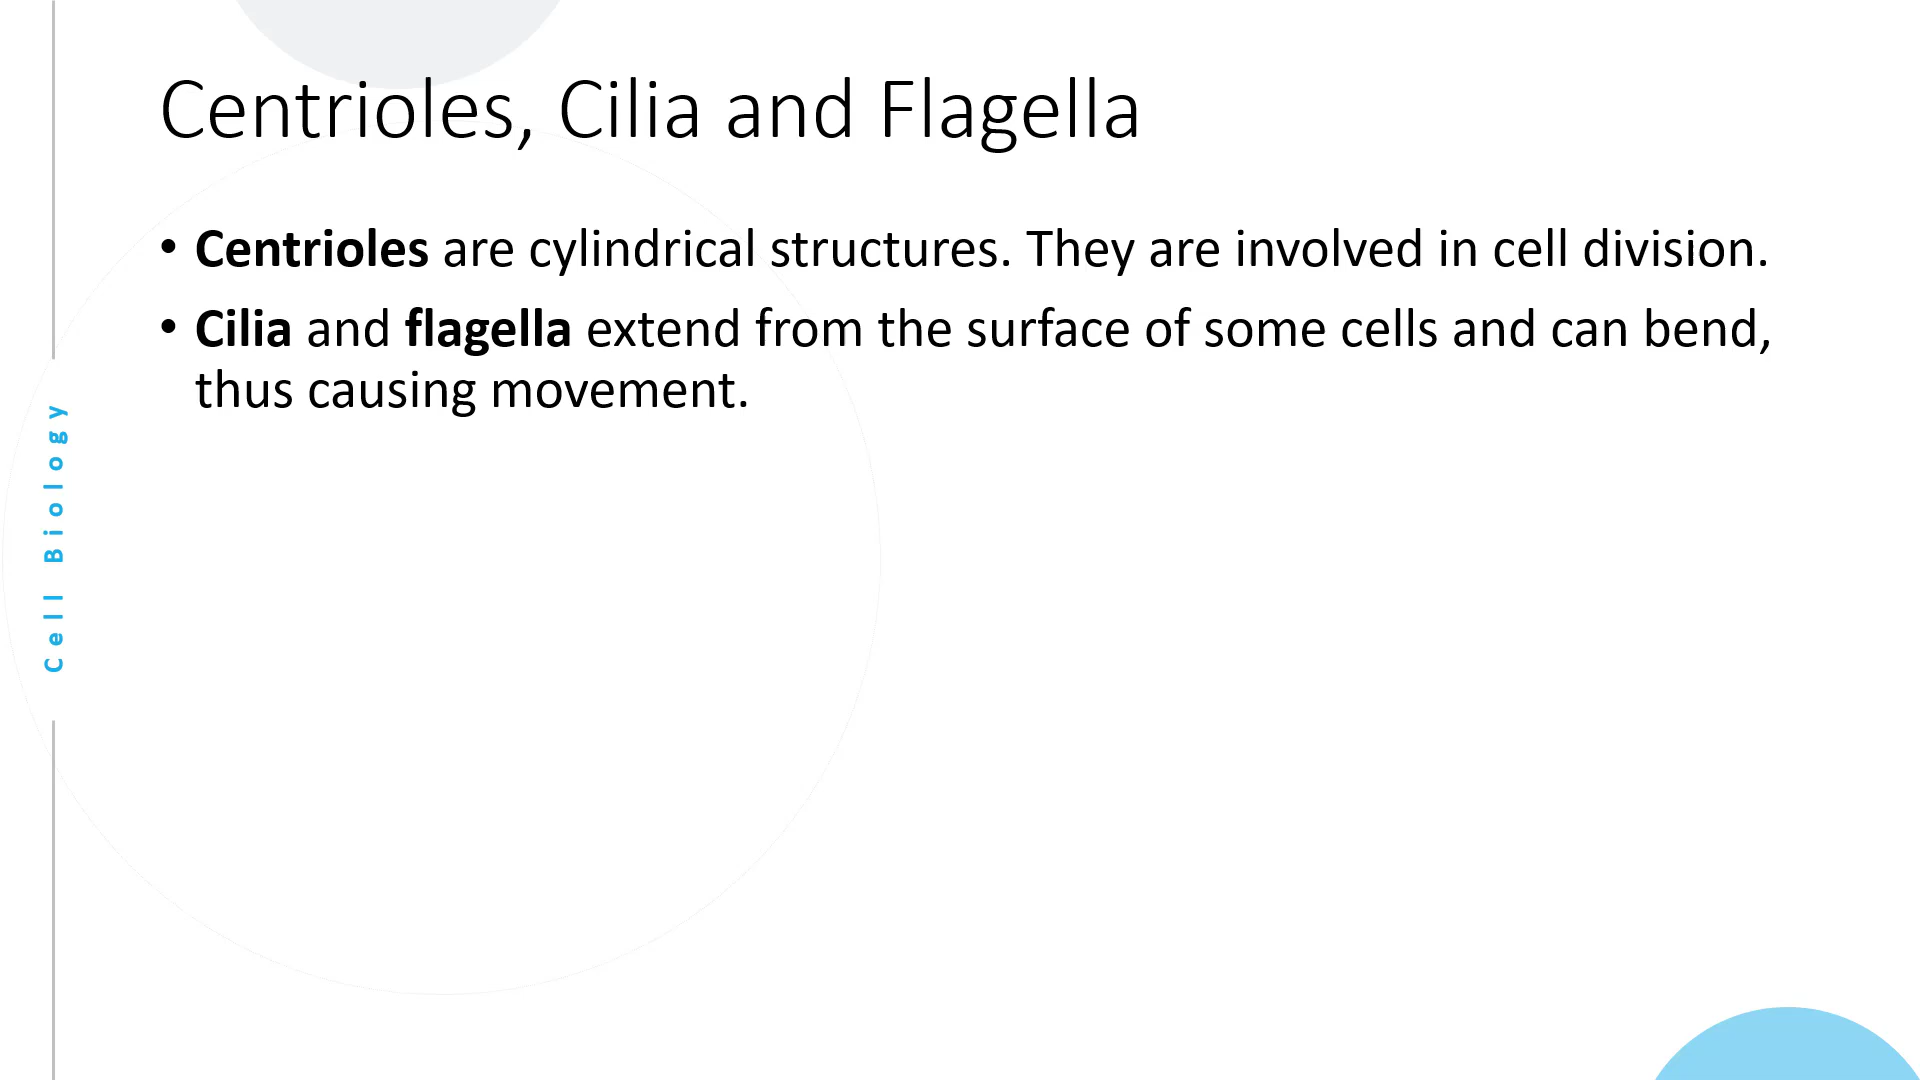 Centrioles, Cilia and Flagella
• Centrioles are cylindrical structures. They are involved in cell division.
• Cilia and flagella extend from the surface of some cells and can bend,
thus causing movement.
Cell Biology